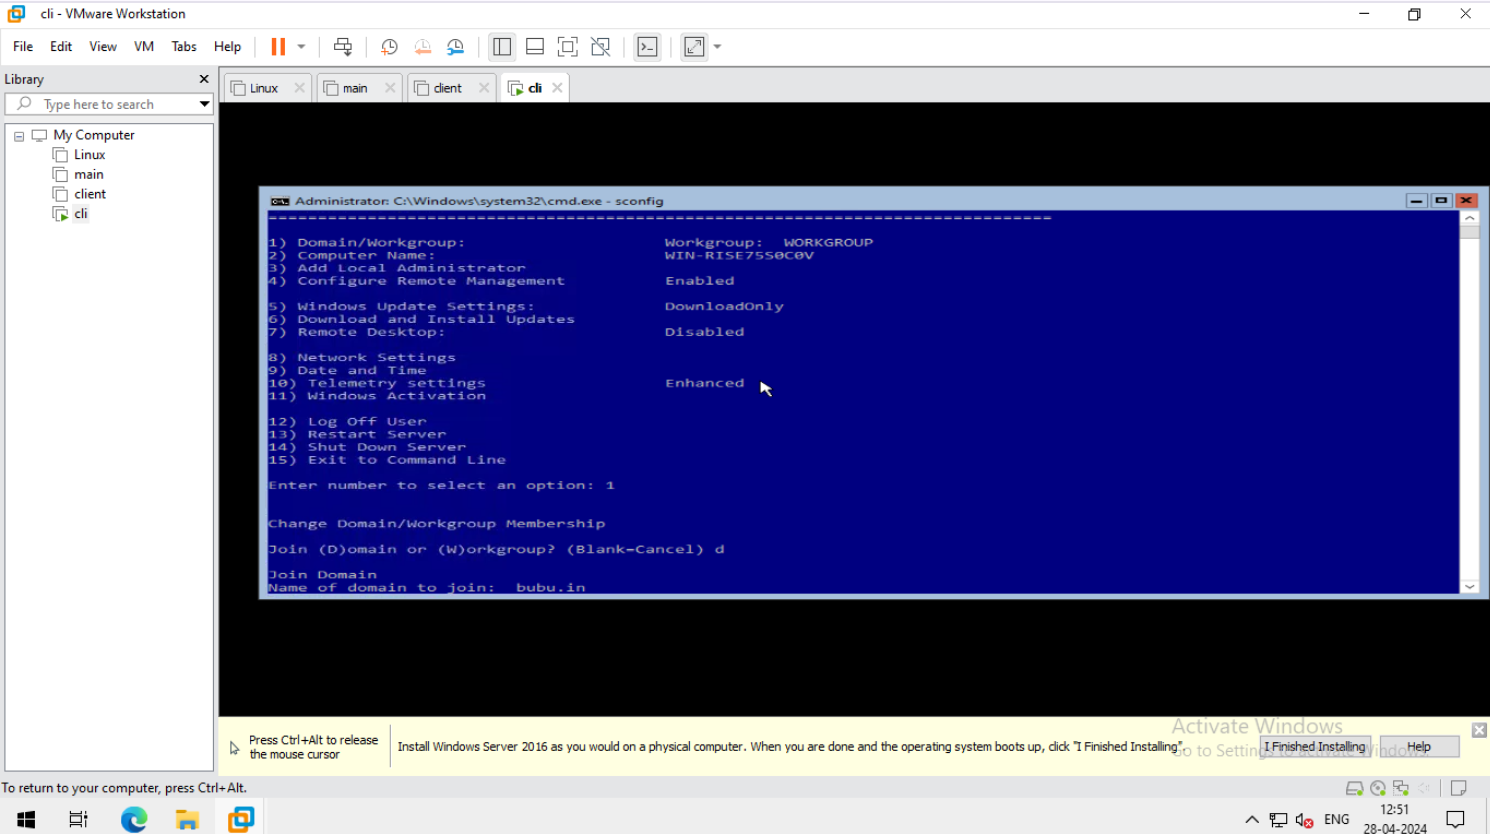 cli - VMware Workstation
File Edit View VM Tabs Help
Library
Type here to search
My Computer
Linux
main
client
cli
Linux main client cli
Administrator: C:\Windows\system32\cmd.exe - sconfig
===============================================================================
1) Domain/Workgroup: Workgroup: WORKGROUP
2) Computer Name: WIN-RISE75S0C0V
3) Add Local Administrator
4) Configure Remote Management Enabled
5) Windows Update Settings: DownloadOnly
6) Download and Install Updates
7) Remote Desktop: Disabled
8) Network Settings
9) Date and Time
10) Telemetry settings Enhanced
11) Windows Activation
12) Log Off User
13) Restart Server
14) Shut Down Server
15) Exit to Command Line
Enter number to select an option: 1
Change Domain/Workgroup Membership
Join (D)omain or (W)orkgroup? (Blank=Cancel) d
Join Domain
Name of domain to join: bubu.in
Press Ctrl+Alt to release
the mouse cursor
Install Windows Server 2016 as you would on a physical computer. When you are done and the operating system boots up, click "I Finished Installing".
I Finished Installing
Help
Activate Windows
Go to Settings to activate Windows.
To return to your computer, press Ctrl+Alt.
ENG
12:51
28-04-2024